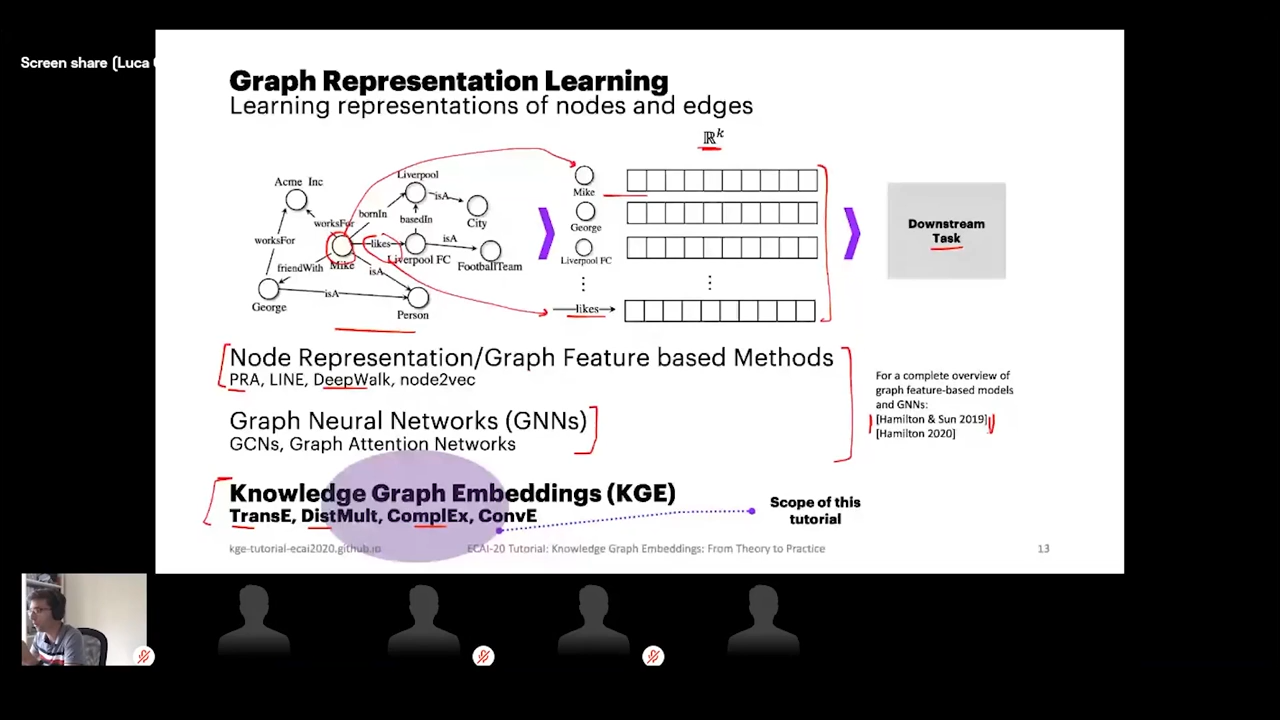 Screen share (Luca
Graph Representation Learning
Learning representations of nodes and edges
ℝᵏ
Acme Inc
Liverpool
isA
City
bornIn
worksFor
basedIn
worksFor
likes
isA
Mike
Liverpool FC
FootballTeam
friendWith
isA
isA
George
Person
Mike
George
Liverpool FC
likes
Downstream
Task
Node Representation/Graph Feature based Methods
PRA, LINE, DeepWalk, node2vec
Graph Neural Networks (GNNs)
GCNs, Graph Attention Networks
For a complete overview of
graph feature-based models
and GNNs:
[Hamilton & Sun 2019]
[Hamilton 2020]
Knowledge Graph Embeddings (KGE)
TransE, DistMult, ComplEx, ConvE
Scope of this
tutorial
kge-tutorial-ecai2020.github.io
ECAI-20 Tutorial: Knowledge Graph Embeddings: From Theory to Practice
13